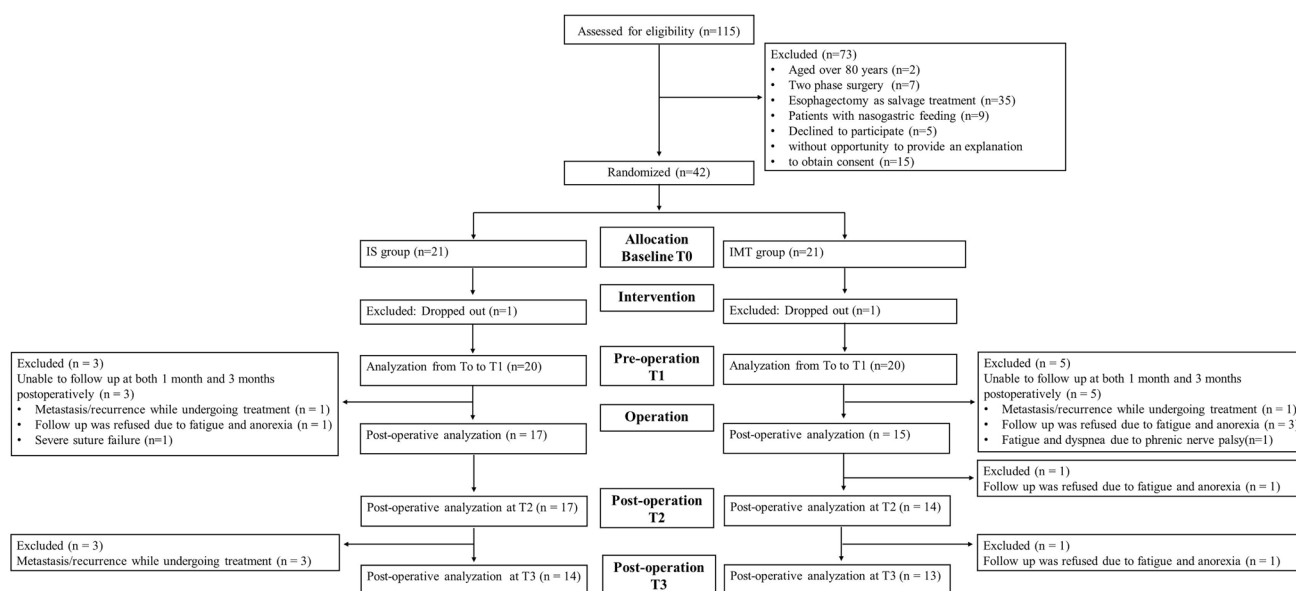 Assessed for eligibility (n=115)
Excluded (n=73)
• Aged over 80 years (n=2)
• Two phase surgery (n=7)
• Esophagectomy as salvage treatment (n=35)
• Patients with nasogastric feeding (n=9)
• Declined to participate (n=5)
• without opportunity to provide an explanation
• to obtain consent (n=15)
Randomized (n=42)
Allocation
Baseline T0
IS group (n=21)
IMT group (n=21)
Intervention
Excluded: Dropped out (n=1)
Excluded: Dropped out (n=1)
Pre-operation
T1
Analyzation from To to T1 (n=20)
Analyzation from To to T1 (n=20)
Excluded (n = 3)
Unable to follow up at both 1 month and 3 months
postoperatively (n = 3)
• Metastasis/recurrence while undergoing treatment (n = 1)
• Follow up was refused due to fatigue and anorexia (n = 1)
• Severe suture failure (n=1)
Excluded (n = 5)
Unable to follow up at both 1 month and 3 months
postoperatively (n = 5)
• Metastasis/recurrence while undergoing treatment (n = 1)
• Follow up was refused due to fatigue and anorexia (n = 3)
• Fatigue and dyspnea due to phrenic nerve palsy(n=1)
Operation
Post-operative analyzation (n = 17)
Post-operative analyzation (n = 15)
Excluded (n = 1)
Follow up was refused due to fatigue and anorexia (n = 1)
Post-operation
T2
Post-operative analyzation at T2 (n = 17)
Post-operative analyzation at T2 (n = 14)
Excluded (n = 3)
Metastasis/recurrence while undergoing treatment (n = 3)
Excluded (n = 1)
Follow up was refused due to fatigue and anorexia (n = 1)
Post-operation
T3
Post-operative analyzation at T3 (n = 14)
Post-operative analyzation at T3 (n = 13)